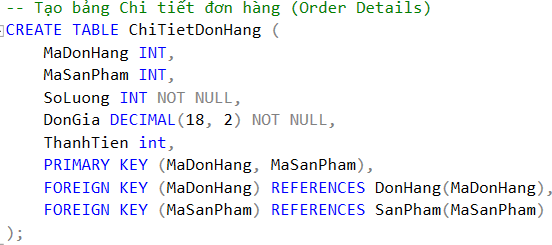 -- Tạo bảng Chi tiết đơn hàng (Order Details)
CREATE TABLE ChiTietDonHang (
    MaDonHang INT,
    MaSanPham INT,
    SoLuong INT NOT NULL,
    DonGia DECIMAL(18, 2) NOT NULL,
    ThanhTien int,
    PRIMARY KEY (MaDonHang, MaSanPham),
    FOREIGN KEY (MaDonHang) REFERENCES DonHang(MaDonHang),
    FOREIGN KEY (MaSanPham) REFERENCES SanPham(MaSanPham)
);